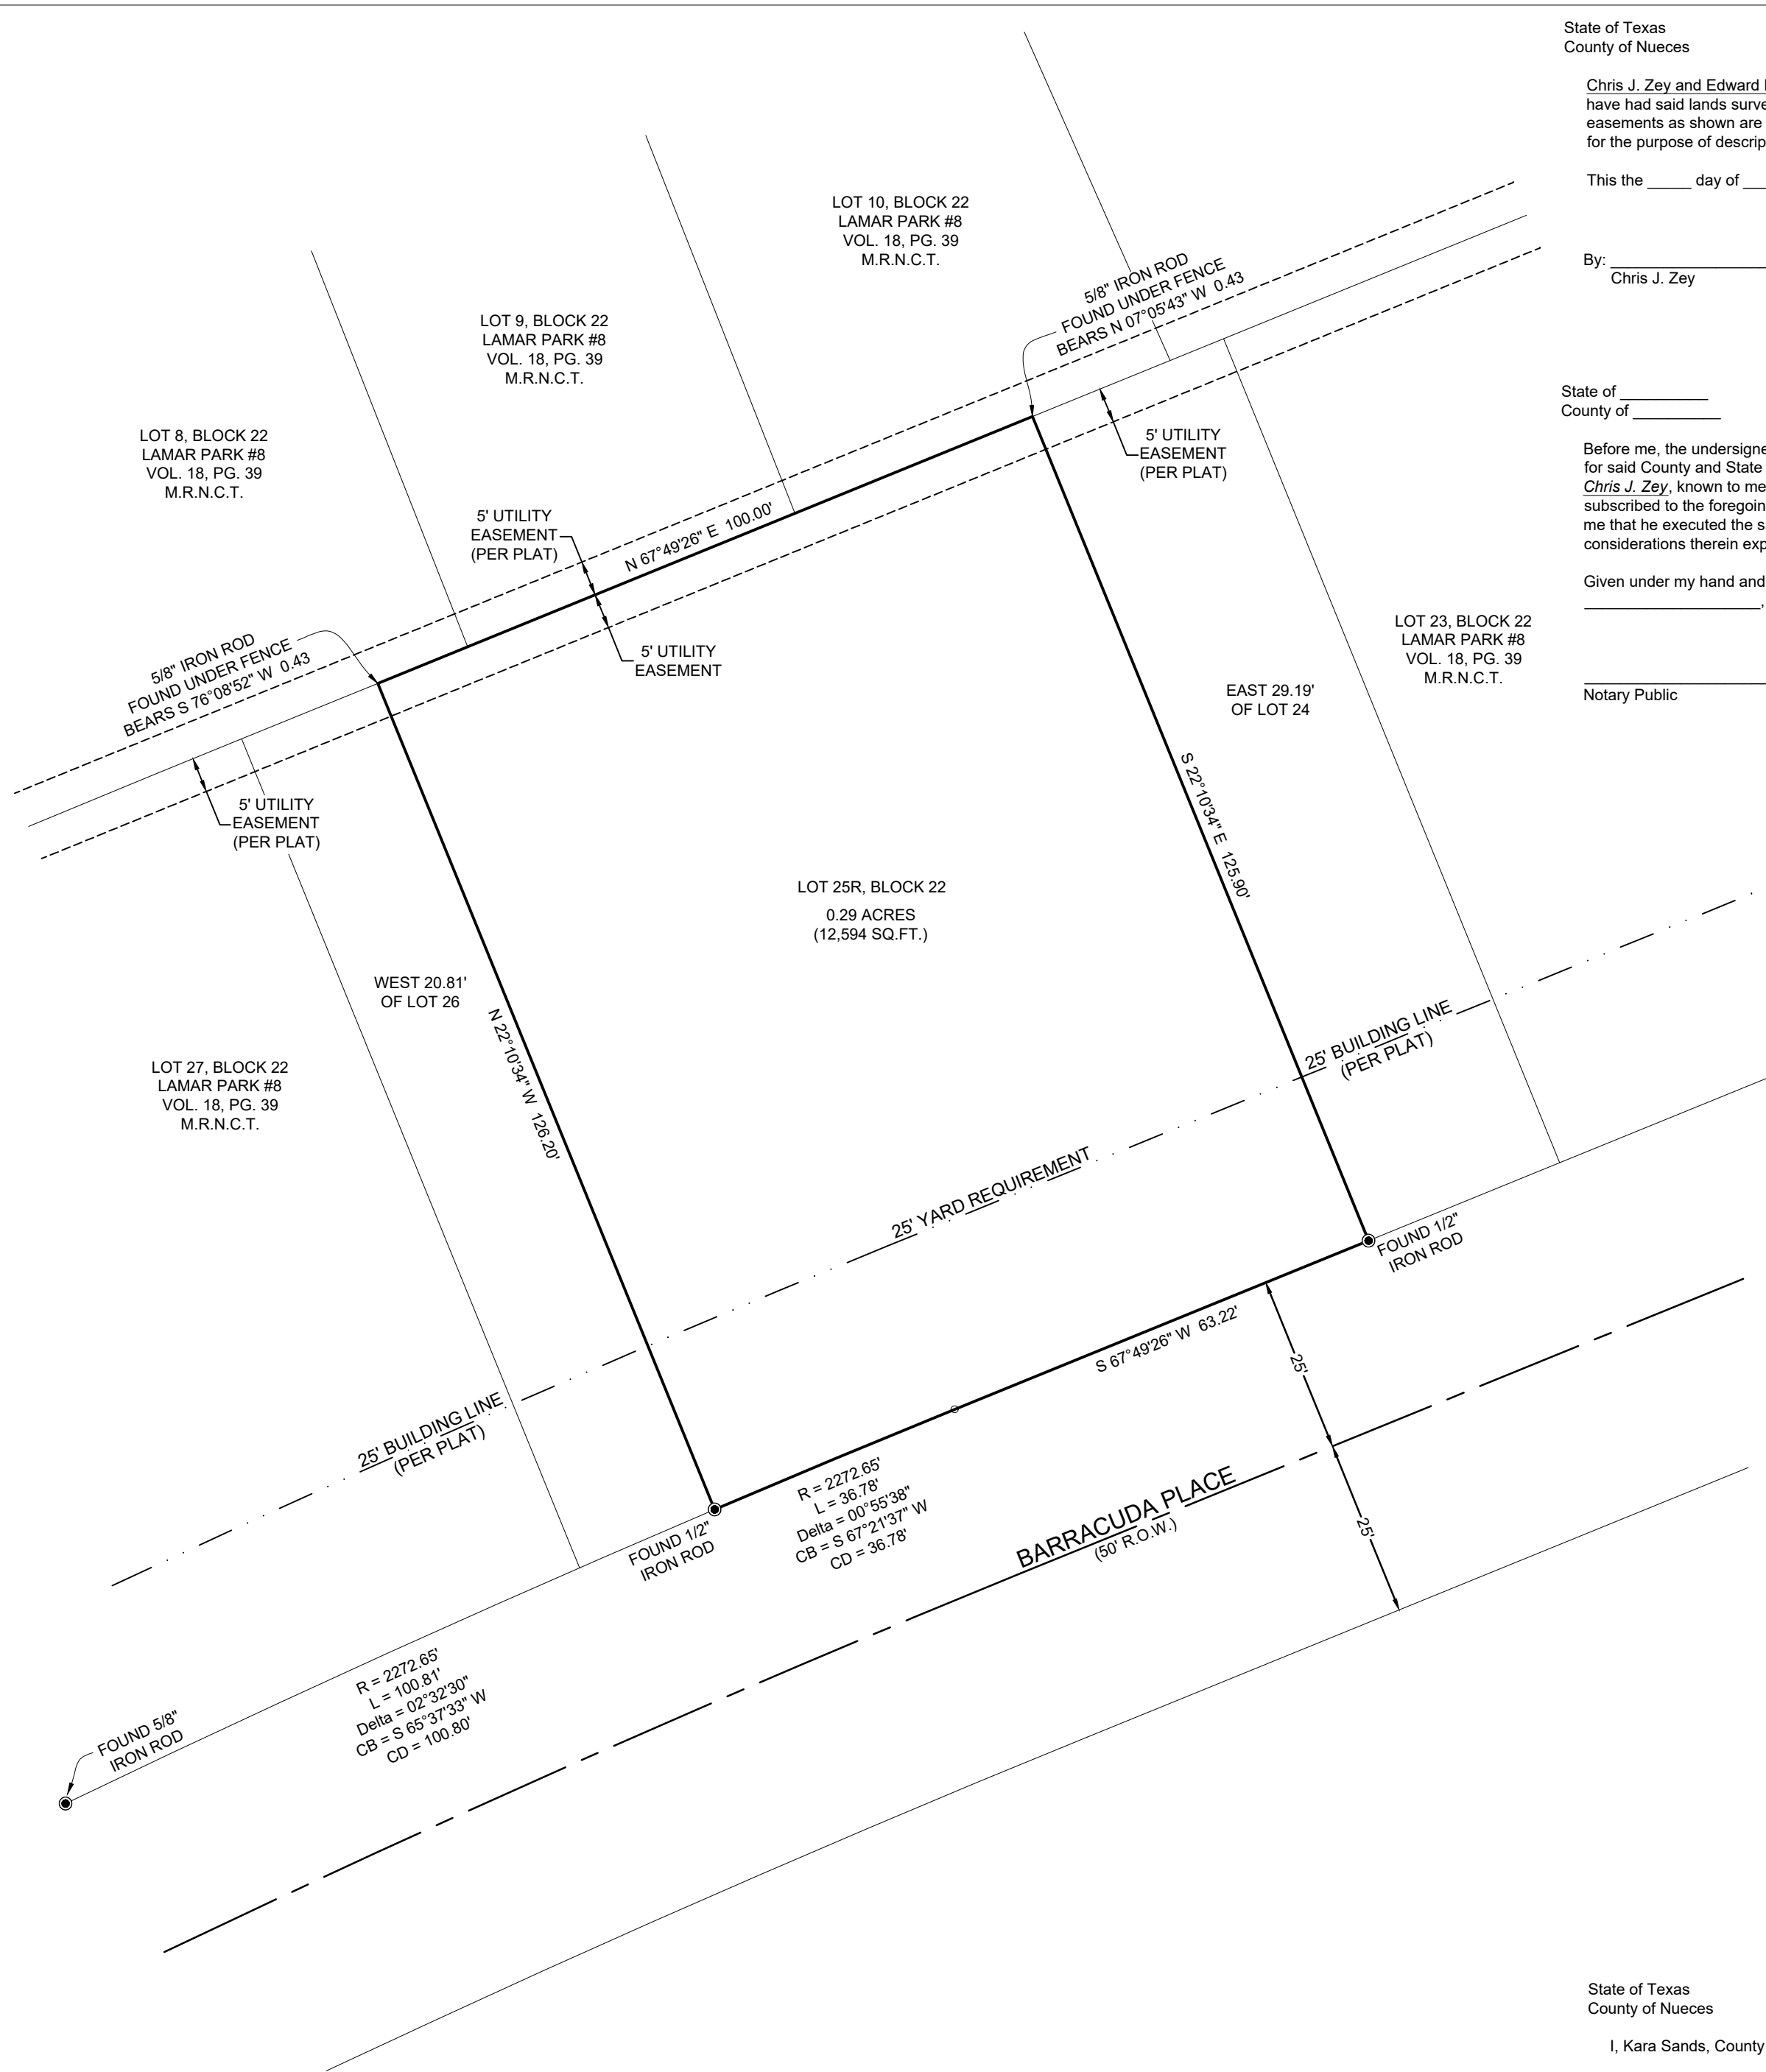 State of Texas
County of Nueces
Chris J. Zey and Edward
have had said lands surve
easements as shown are
for the purpose of descrip
This the _____ day of ___
By: __________________
Chris J. Zey
State of __________
County of __________
Before me, the undersigne
for said County and State
Chris J. Zey, known to me
subscribed to the foregoin
me that he executed the s
considerations therein exp
Given under my hand and
____________________,
Notary Public
LOT 10, BLOCK 22
LAMAR PARK #8
VOL. 18, PG. 39
M.R.N.C.T.
5/8" IRON ROD
FOUND UNDER FENCE
BEARS N 07°05'43" W 0.43
LOT 9, BLOCK 22
LAMAR PARK #8
VOL. 18, PG. 39
M.R.N.C.T.
LOT 8, BLOCK 22
LAMAR PARK #8
VOL. 18, PG. 39
M.R.N.C.T.
5' UTILITY
EASEMENT
(PER PLAT)
5' UTILITY
EASEMENT
(PER PLAT)
N 67°49'26" E 100.00'
5/8" IRON ROD
FOUND UNDER FENCE
BEARS S 76°08'52" W 0.43
5' UTILITY
EASEMENT
LOT 23, BLOCK 22
LAMAR PARK #8
VOL. 18, PG. 39
M.R.N.C.T.
EAST 29.19'
OF LOT 24
5' UTILITY
EASEMENT
(PER PLAT)
S 22°10'34" E 125.90'
LOT 25R, BLOCK 22
0.29 ACRES
(12,594 SQ.FT.)
WEST 20.81'
OF LOT 26
N 22°10'34" W 126.20'
LOT 27, BLOCK 22
LAMAR PARK #8
VOL. 18, PG. 39
M.R.N.C.T.
25' BUILDING LINE
(PER PLAT)
25' YARD REQUIREMENT
FOUND 1/2"
IRON ROD
S 67°49'26" W 63.22'
25'
25' BUILDING LINE
(PER PLAT)
R = 2272.65'
L = 36.78'
Delta = 00°55'38"
CB = S 67°21'37" W
CD = 36.78'
FOUND 1/2"
IRON ROD
BARRACUDA PLACE
(50' R.O.W.)
25'
R = 2272.65'
L = 100.81'
Delta = 02°32'30"
CB = S 65°37'33" W
CD = 100.80'
FOUND 5/8"
IRON ROD
State of Texas
County of Nueces
I, Kara Sands, County